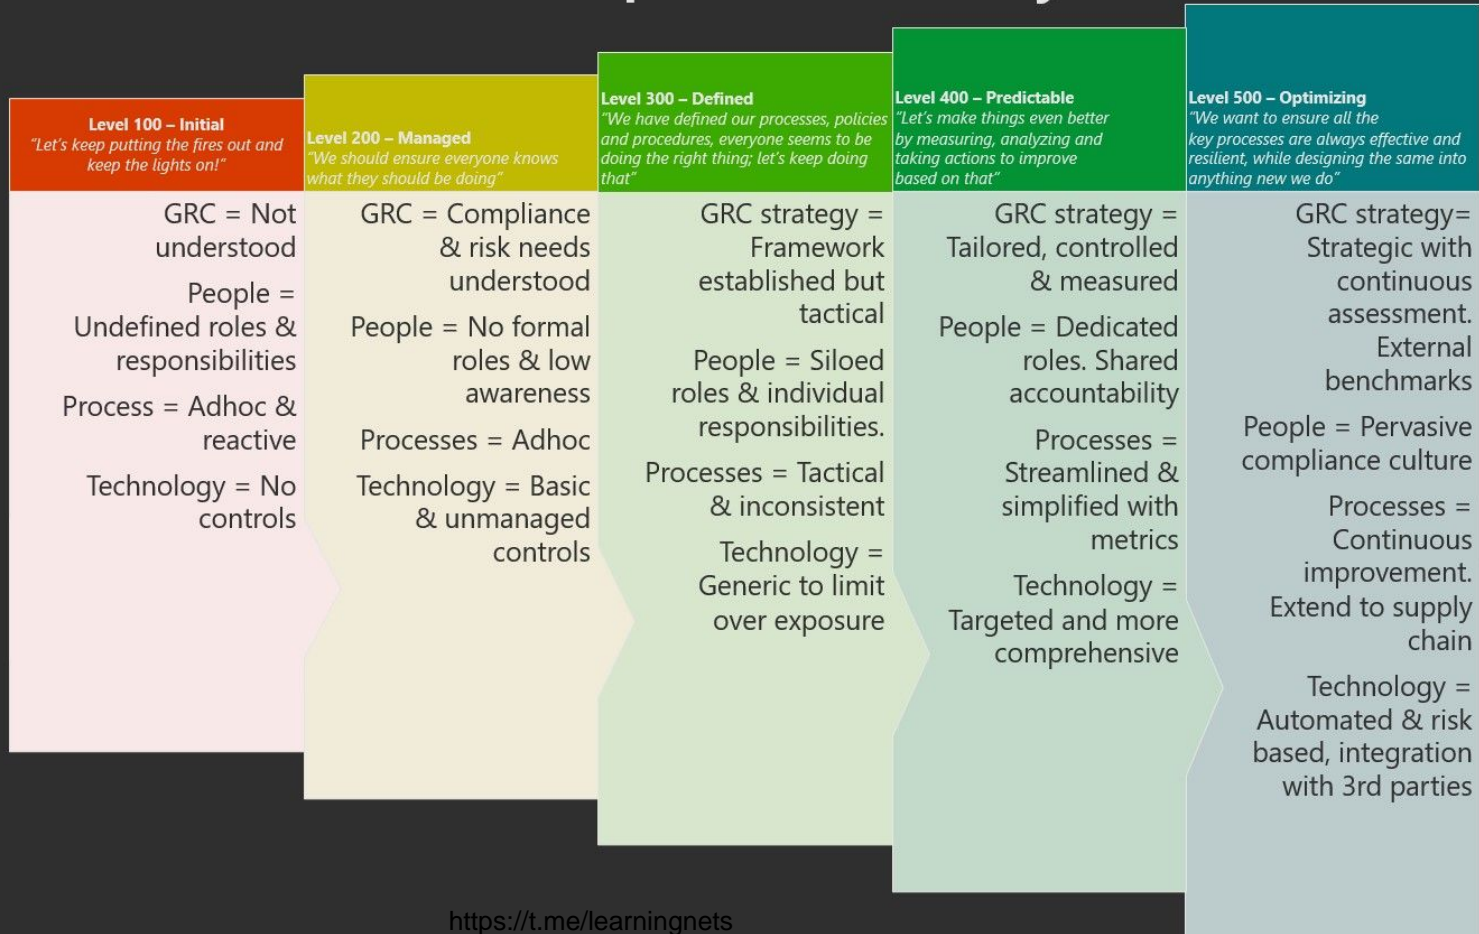 Level 100 – Initial
"Let's keep putting the fires out and
keep the lights on!"
GRC = Not
understood
People =
Undefined roles &
responsibilities
Process = Adhoc &
reactive
Technology = No
controls
Level 200 – Managed
"We should ensure everyone knows
what they should be doing"
GRC = Compliance
& risk needs
understood
People = No formal
roles & low
awareness
Processes = Adhoc
Technology = Basic
& unmanaged
controls
Level 300 – Defined
"We have defined our processes, policies
and procedures, everyone seems to be
doing the right thing; let's keep doing
that"
GRC strategy =
Framework
established but
tactical
People = Siloed
roles & individual
responsibilities.
Processes = Tactical
& inconsistent
Technology =
Generic to limit
over exposure
Level 400 – Predictable
"Let's make things even better
by measuring, analyzing and
taking actions to improve
based on that"
GRC strategy =
Tailored, controlled
& measured
People = Dedicated
roles. Shared
accountability
Processes =
Streamlined &
simplified with
metrics
Technology =
Targeted and more
comprehensive
Level 500 – Optimizing
"We want to ensure all the
key processes are always effective and
resilient, while designing the same into
anything new we do"
GRC strategy=
Strategic with
continuous
assessment.
External
benchmarks
People = Pervasive
compliance culture
Processes =
Continuous
improvement.
Extend to supply
chain
Technology =
Automated & risk
based, integration
with 3rd parties
https://t.me/learningnets